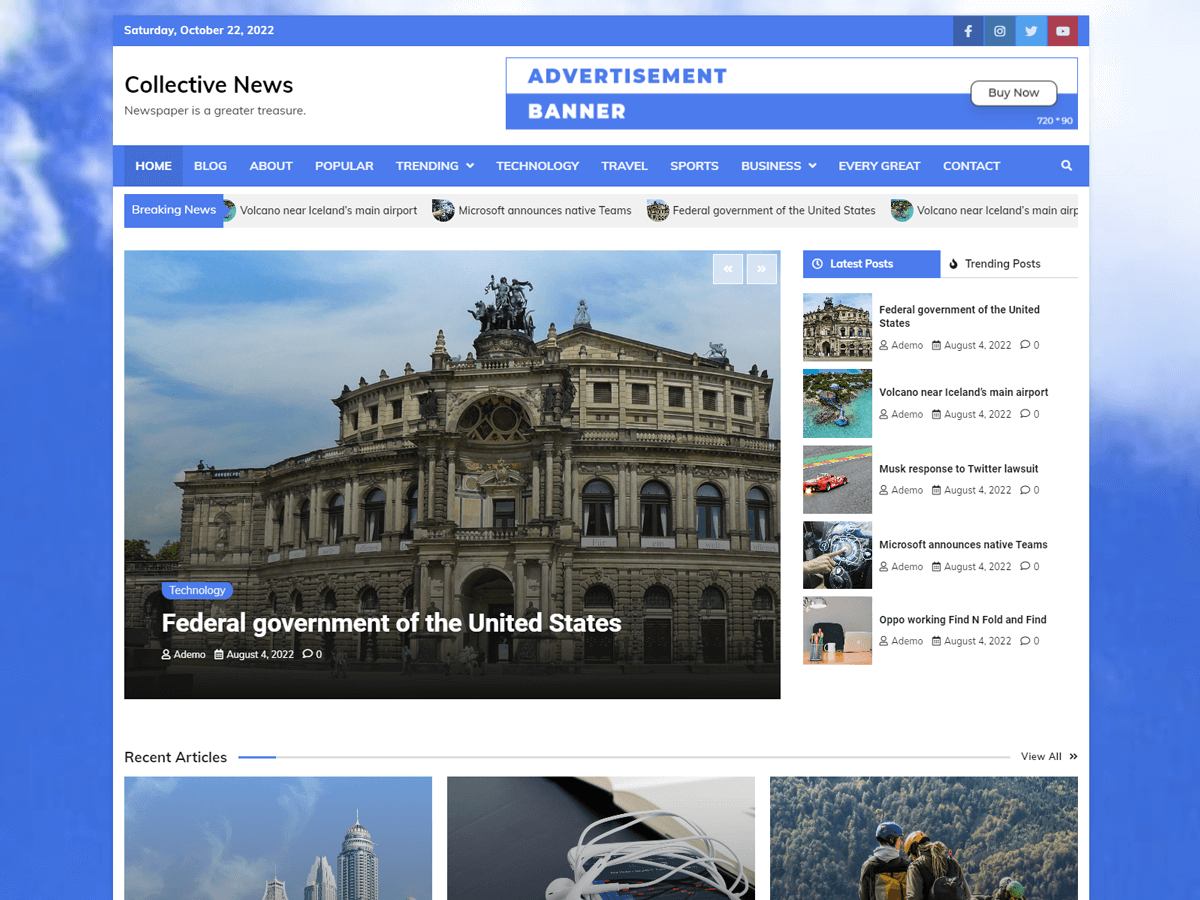 Saturday, October 22, 2022
Collective News
Newspaper is a greater treasure.
ADVERTISEMENT
BANNER
Buy Now
720 * 90
HOME BLOG ABOUT POPULAR TRENDING TECHNOLOGY TRAVEL SPORTS BUSINESS EVERY GREAT CONTACT
Breaking News Volcano near Iceland's main airport Microsoft announces native Teams Federal government of the United States Volcano near Iceland's main airp
Technology
Federal government of the United States
Ademo August 4, 2022 0
Latest Posts Trending Posts
Federal government of the United
States
Ademo August 4, 2022 0
Volcano near Iceland's main airport
Ademo August 4, 2022 0
Musk response to Twitter lawsuit
Ademo August 4, 2022 0
Microsoft announces native Teams
Ademo August 4, 2022 0
Oppo working Find N Fold and Find
Ademo August 4, 2022 0
Recent Articles View All